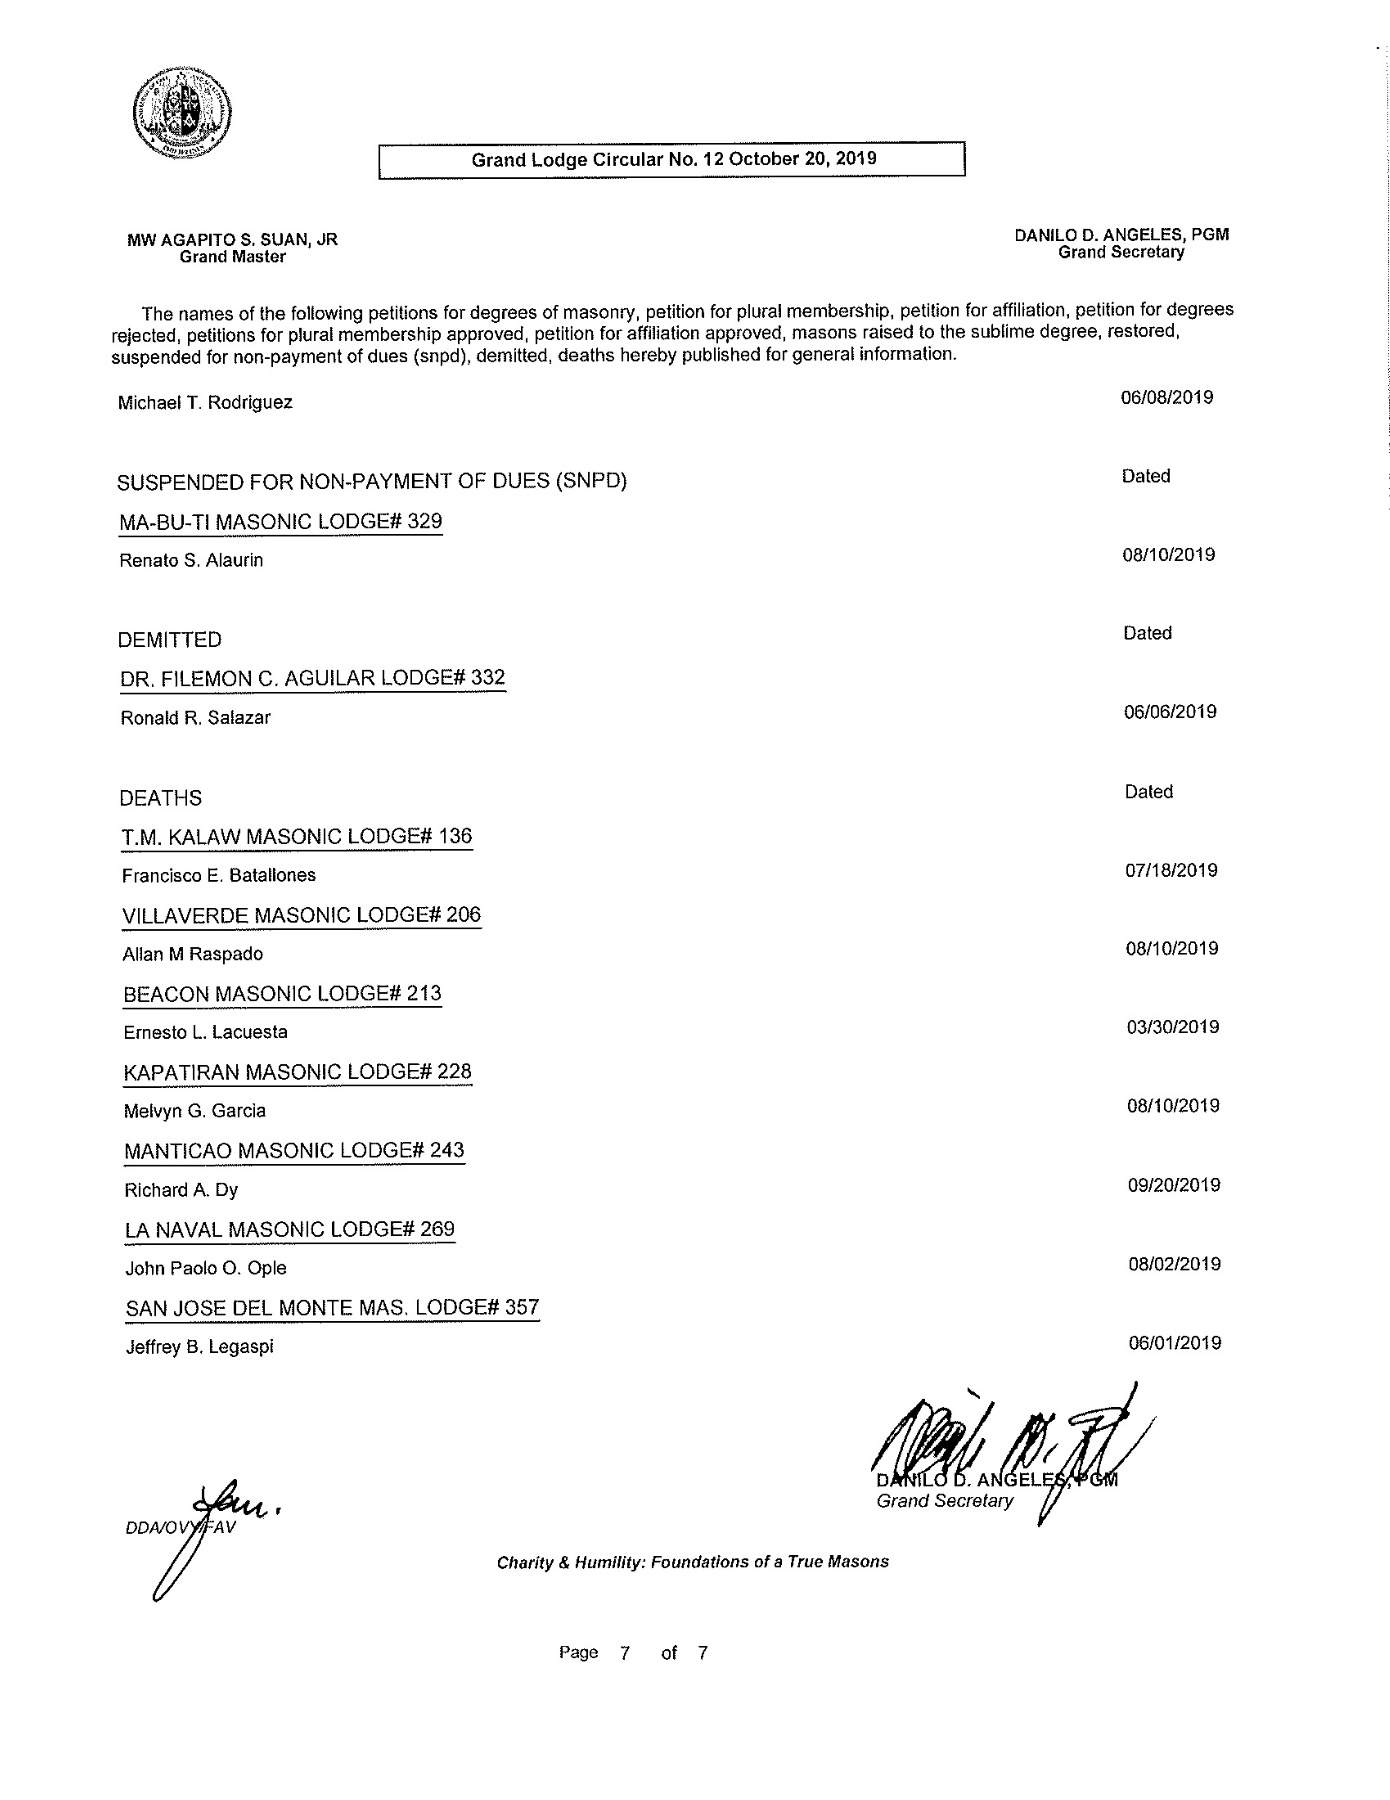 Grand Lodge Circular No. 12 October 20, 2019
MW AGAPITO S. SUAN, JR
Grand Master
DANILO D. ANGELES, PGM
Grand Secretary
The names of the following petitions for degrees of masonry, petition for plural membership, petition for affiliation, petition for degrees
rejected, petitions for plural membership approved, petition for affiliation approved, masons raised to the sublime degree, restored,
suspended for non-payment of dues (snpd), demitted, deaths hereby published for general information.
Michael T. Rodriguez 06/08/2019
SUSPENDED FOR NON-PAYMENT OF DUES (SNPD) Dated
MA-BU-TI MASONIC LODGE# 329
Renato S. Alaurin 08/10/2019
DEMITTED Dated
DR. FILEMON C. AGUILAR LODGE# 332
Ronald R. Salazar 06/06/2019
DEATHS Dated
T.M. KALAW MASONIC LODGE# 136
Francisco E. Batallones 07/18/2019
VILLAVERDE MASONIC LODGE# 206
Allan M Raspado 08/10/2019
BEACON MASONIC LODGE# 213
Ernesto L. Lacuesta 03/30/2019
KAPATIRAN MASONIC LODGE# 228
Melvyn G. Garcia 08/10/2019
MANTICAO MASONIC LODGE# 243
Richard A. Dy 09/20/2019
LA NAVAL MASONIC LODGE# 269
John Paolo O. Ople 08/02/2019
SAN JOSE DEL MONTE MAS. LODGE# 357
Jeffrey B. Legaspi 06/01/2019
DANILO D. ANGELES, PGM
Grand Secretary
DDA/OVY/FAV
Charity & Humility: Foundations of a True Masons
Page 7 of 7